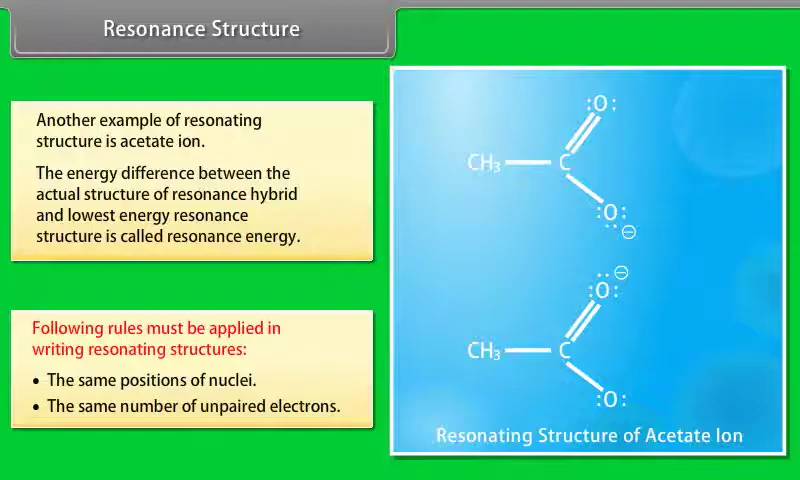 Resonance Structure
Another example of resonating
structure is acetate ion.
The energy difference between the
actual structure of resonance hybrid
and lowest energy resonance
structure is called resonance energy.
Following rules must be applied in
writing resonating structures:
• The same positions of nuclei.
• The same number of unpaired electrons.
:O:
CH₃ — C
:O:
⊖
⊖
:O:
CH₃ — C
:O:
Resonating Structure of Acetate Ion